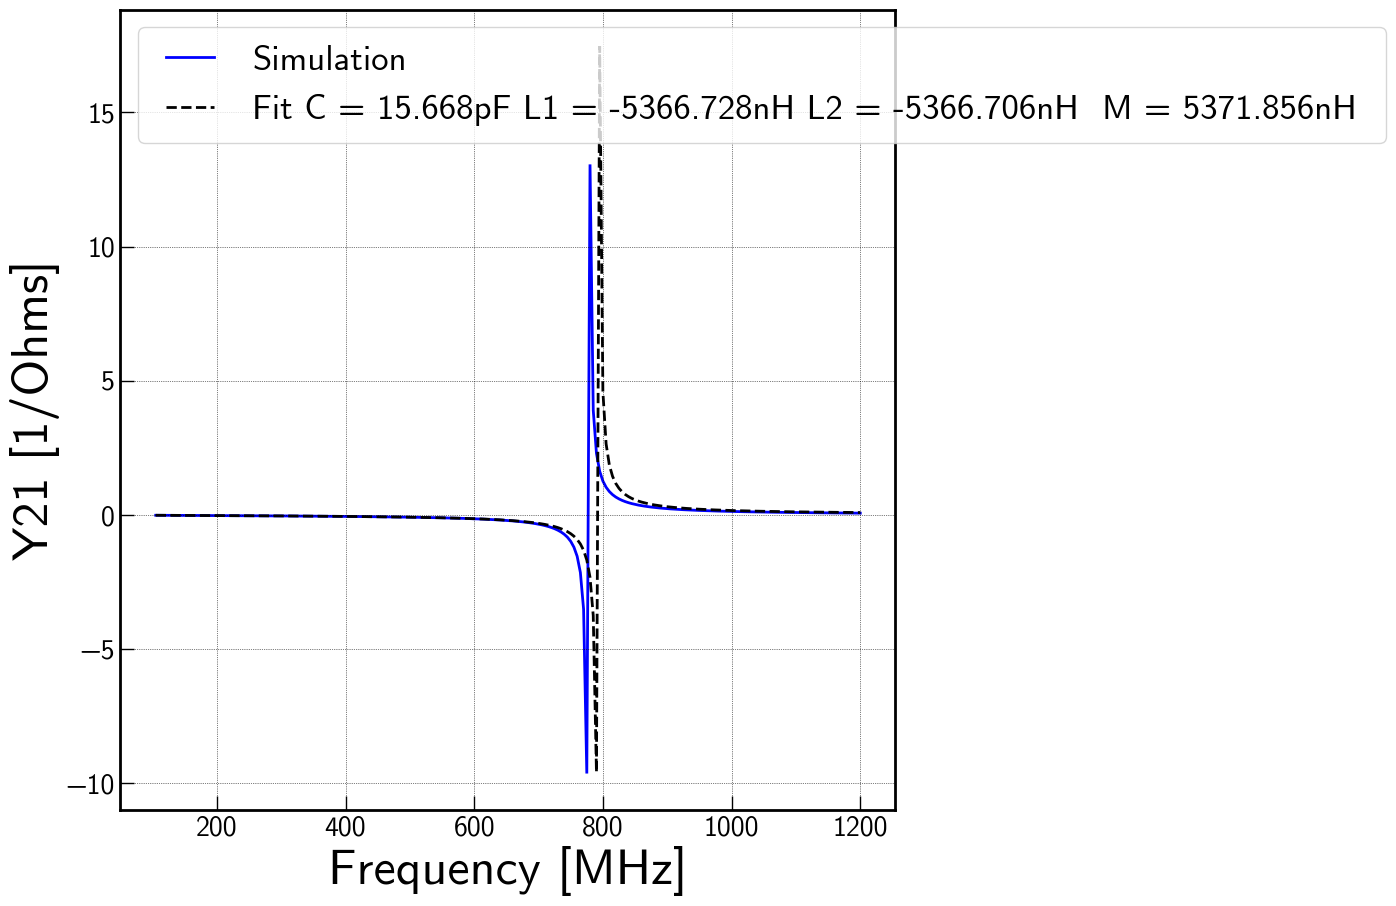 Simulation
Fit C = 15.668pF L1 = -5366.728nH L2 = -5366.706nH  M = 5371.856nH
15
10
5
0
−5
−10
Y21 [1/Ohms]
200 400 600 800 1000 1200
Frequency [MHz]